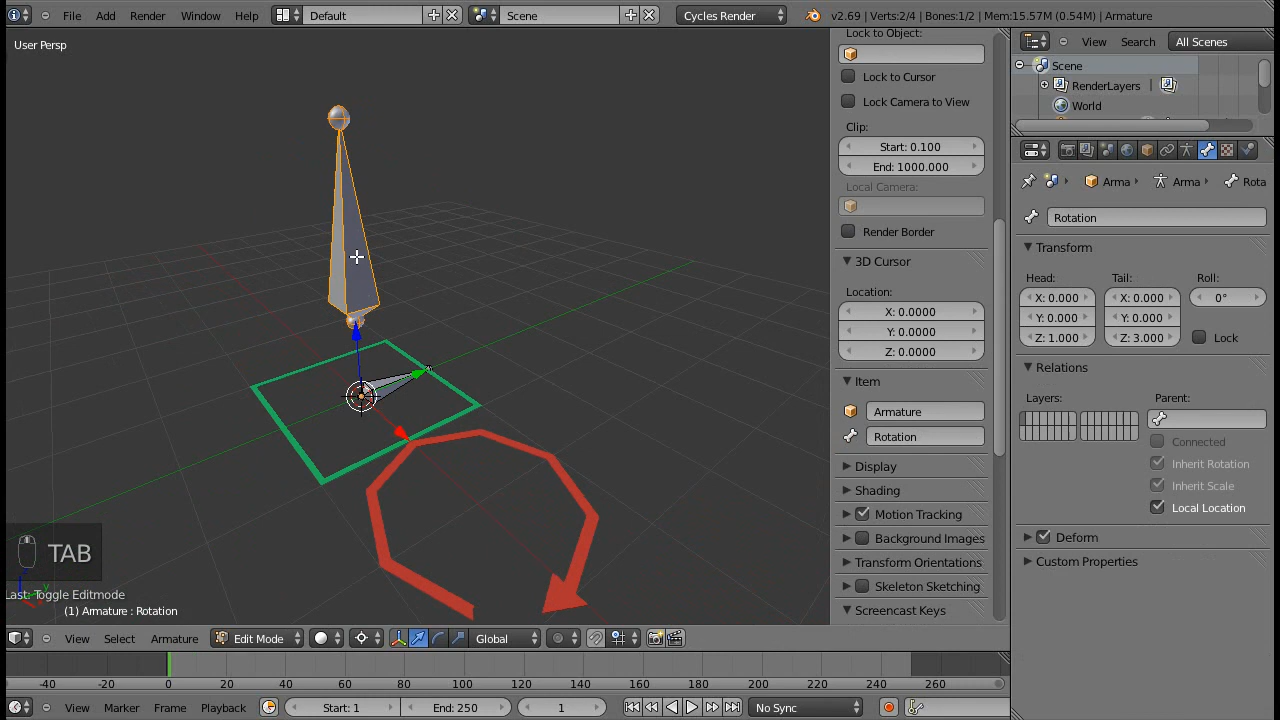 File Add Render Window Help Default Scene Cycles Render v2.69 | Verts:2/4 | Bones:1/2 | Mem:15.57M (0.54M) | Armature
User Persp
TAB
Last: Toggle Editmode
(1) Armature : Rotation
View Select Armature Edit Mode Global
Lock to Object:
Lock to Cursor
Lock Camera to View
Clip:
Start: 0.100
End: 1000.000
Local Camera:
Render Border
3D Cursor
Location:
X: 0.0000
Y: 0.0000
Z: 0.0000
Item
Armature
Rotation
Display
Shading
Motion Tracking
Background Images
Transform Orientations
Skeleton Sketching
Screencast Keys
View Search All Scenes
Scene
RenderLayers
World
Arma Arma Rota
Rotation
Transform
Head: Tail: Roll:
X: 0.000 X: 0.000 0°
Y: 0.000 Y: 0.000
Z: 1.000 Z: 3.000 Lock
Relations
Layers: Parent:
Connected
Inherit Rotation
Inherit Scale
Local Location
Deform
Custom Properties
-40 -20 0 20 40 60 80 100 120 140 160 180 200 220 240 260
View Marker Frame Playback Start: 1 End: 250 1 No Sync